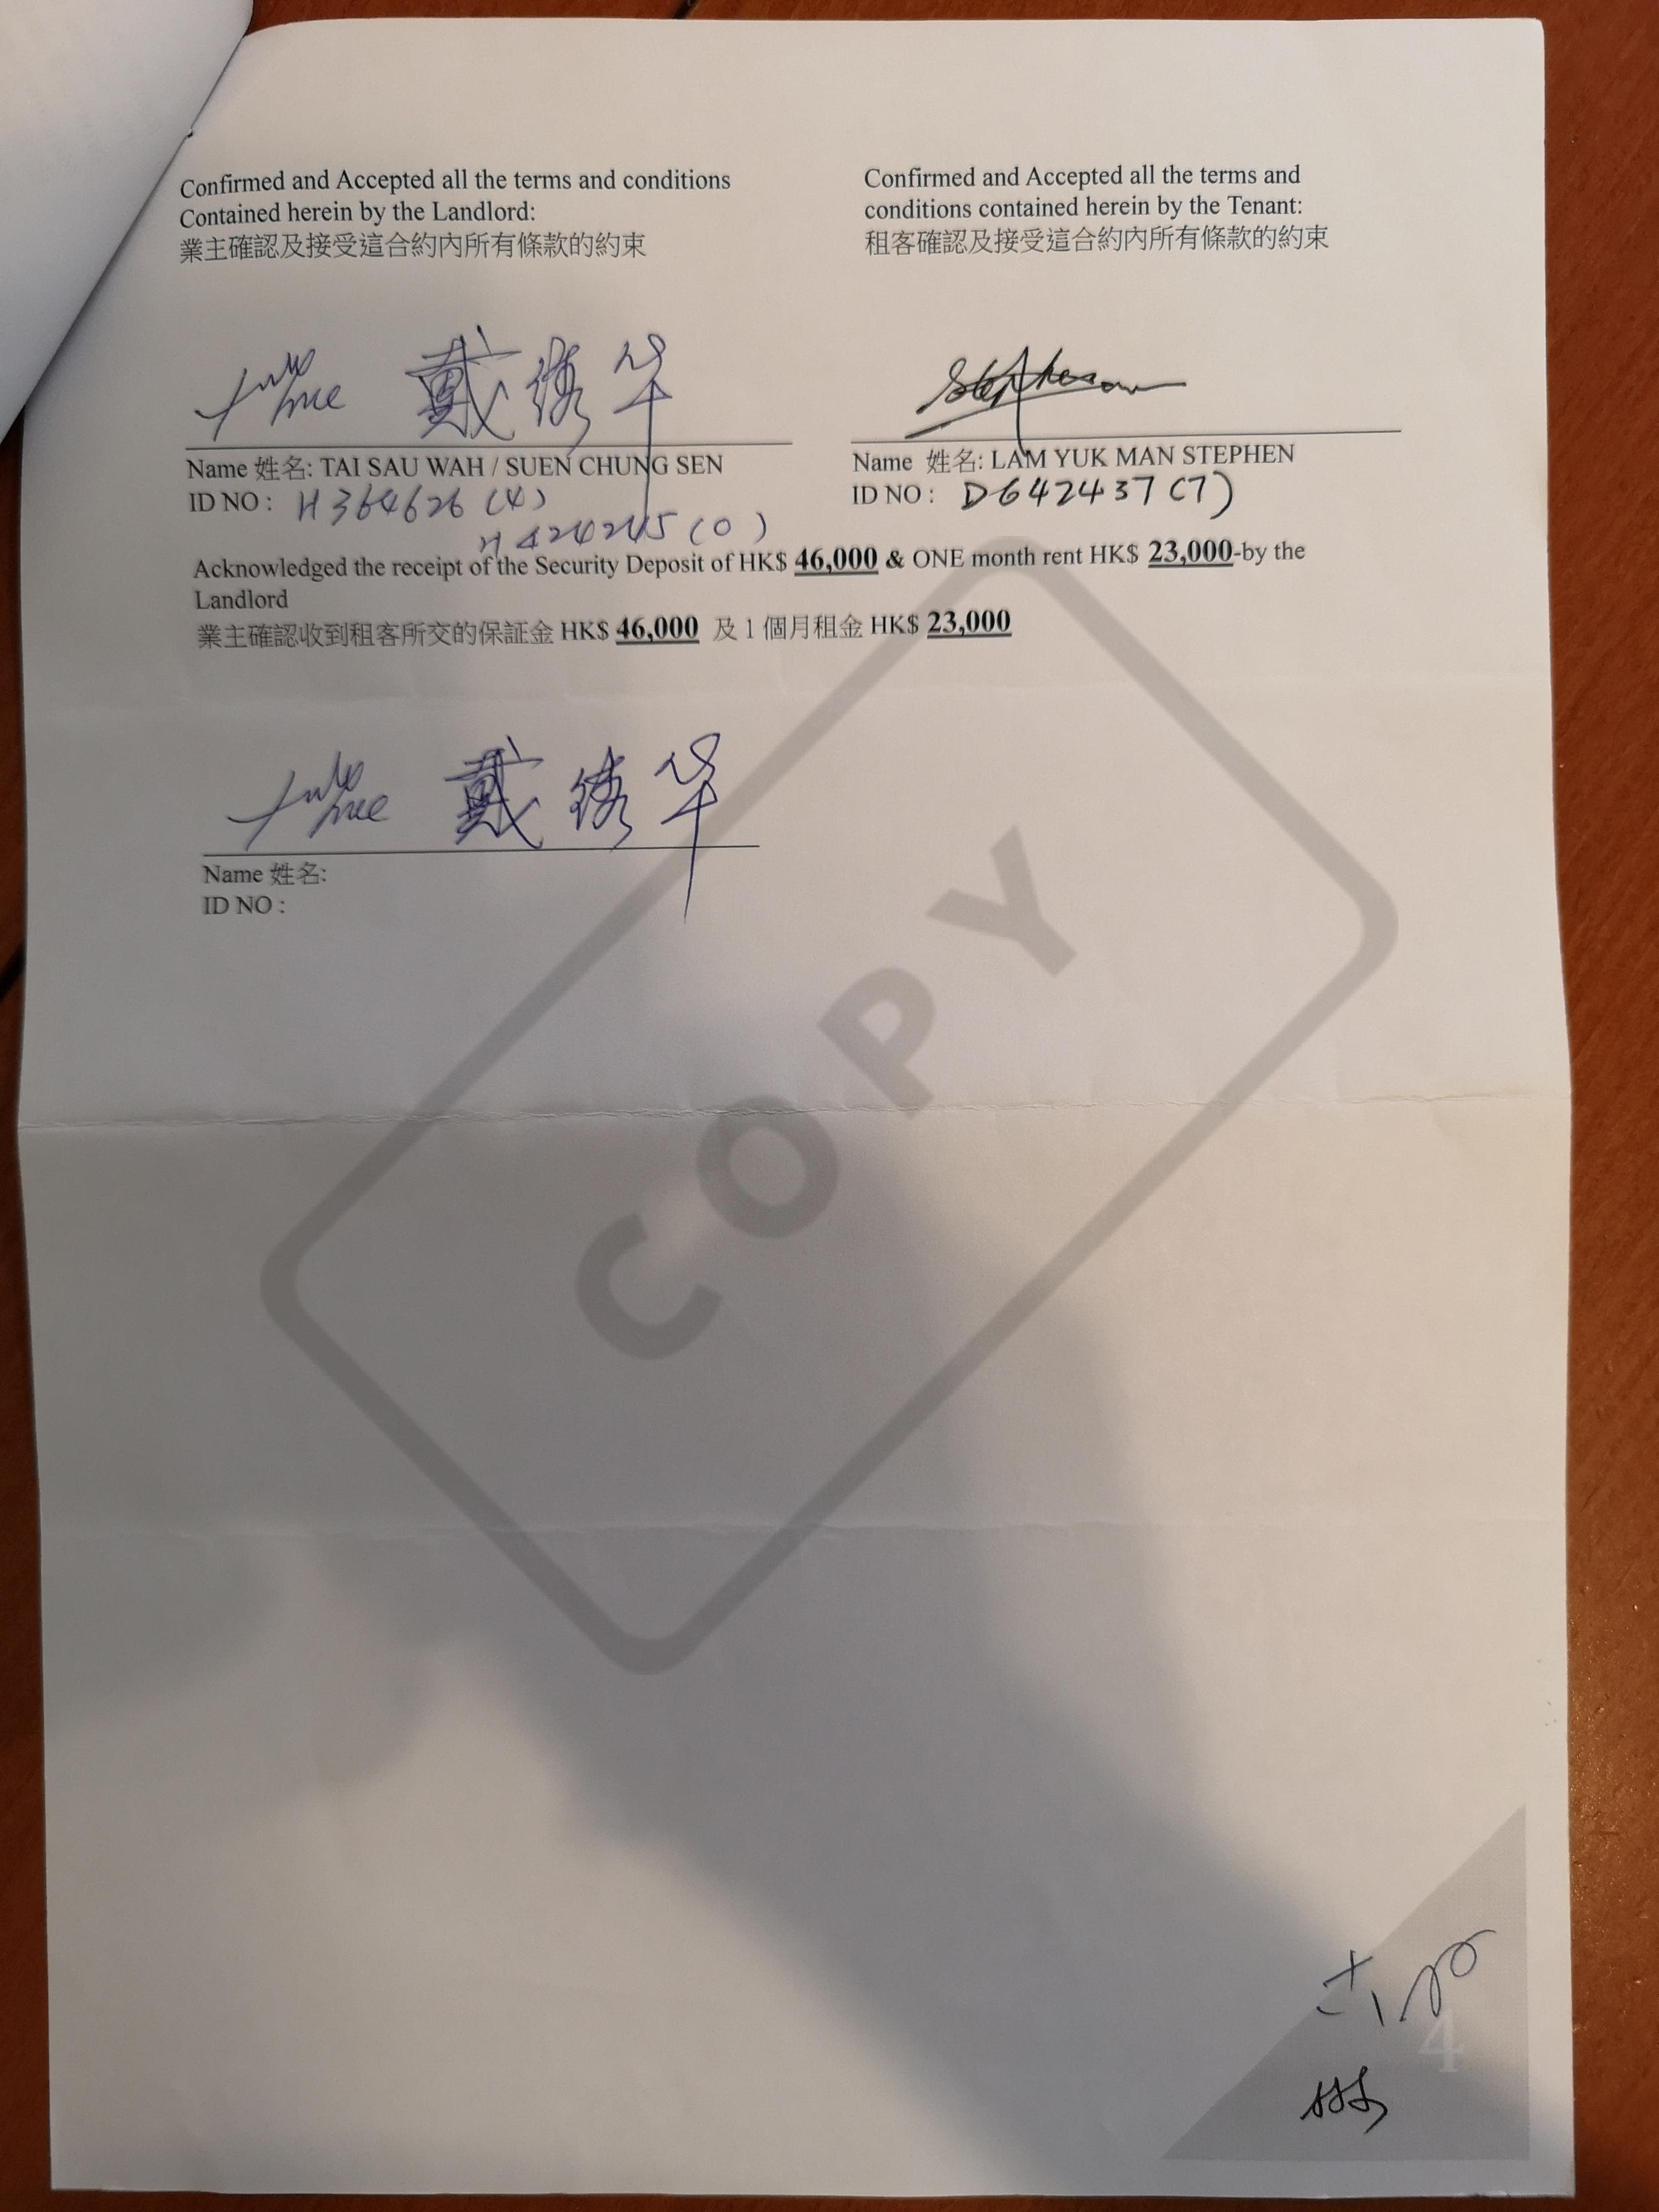 Confirmed and Accepted all the terms and conditions
Contained herein by the Landlord:
業主確認及接受這合約內所有條款的約束
戴綉华
Name 姓名: TAI SAU WAH / SUEN CHUNG SEN
ID NO : H364626 (4)
Confirmed and Accepted all the terms and
conditions contained herein by the Tenant:
租客確認及接受這合約內所有條款的約束
Stephen
Name 姓名: LAM YUK MAN STEPHEN
ID NO : D642437 (7)
Acknowledged the receipt of the Security Deposit of HK$ 46,000 & ONE month rent HK$ 23,000-by the
Landlord
業主確認收到租客所交的保証金 HK$ 46,000 及 1 個月租金 HK$ 23,000
戴綉华
Name 姓名:
ID NO :
COPY
4